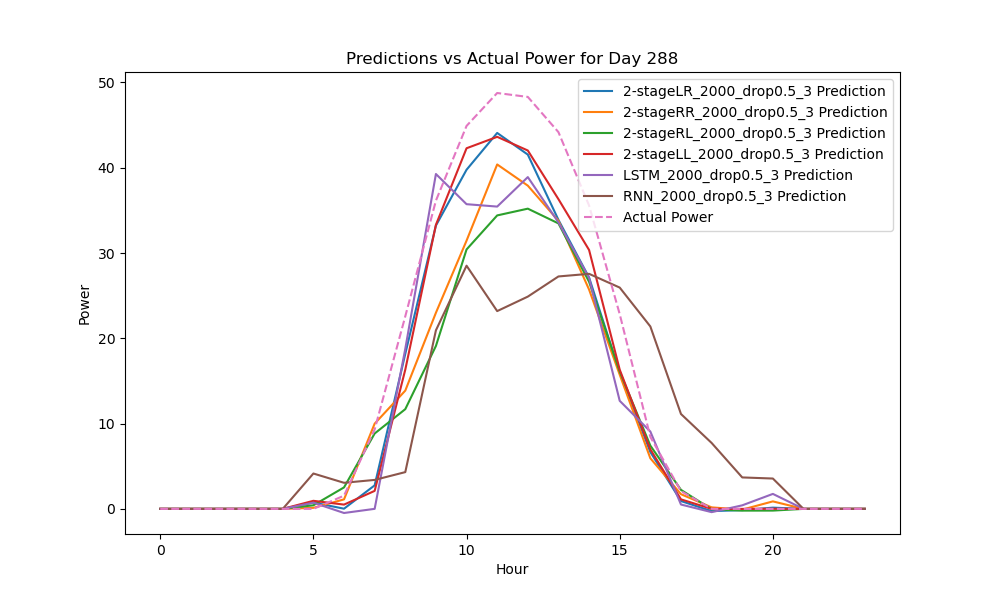 Predictions vs Actual Power for Day 288
50
40
30
20
10
0
Power
2-stageLR_2000_drop0.5_3 Prediction
2-stageRR_2000_drop0.5_3 Prediction
2-stageRL_2000_drop0.5_3 Prediction
2-stageLL_2000_drop0.5_3 Prediction
LSTM_2000_drop0.5_3 Prediction
RNN_2000_drop0.5_3 Prediction
Actual Power
0 5 10 15 20
Hour